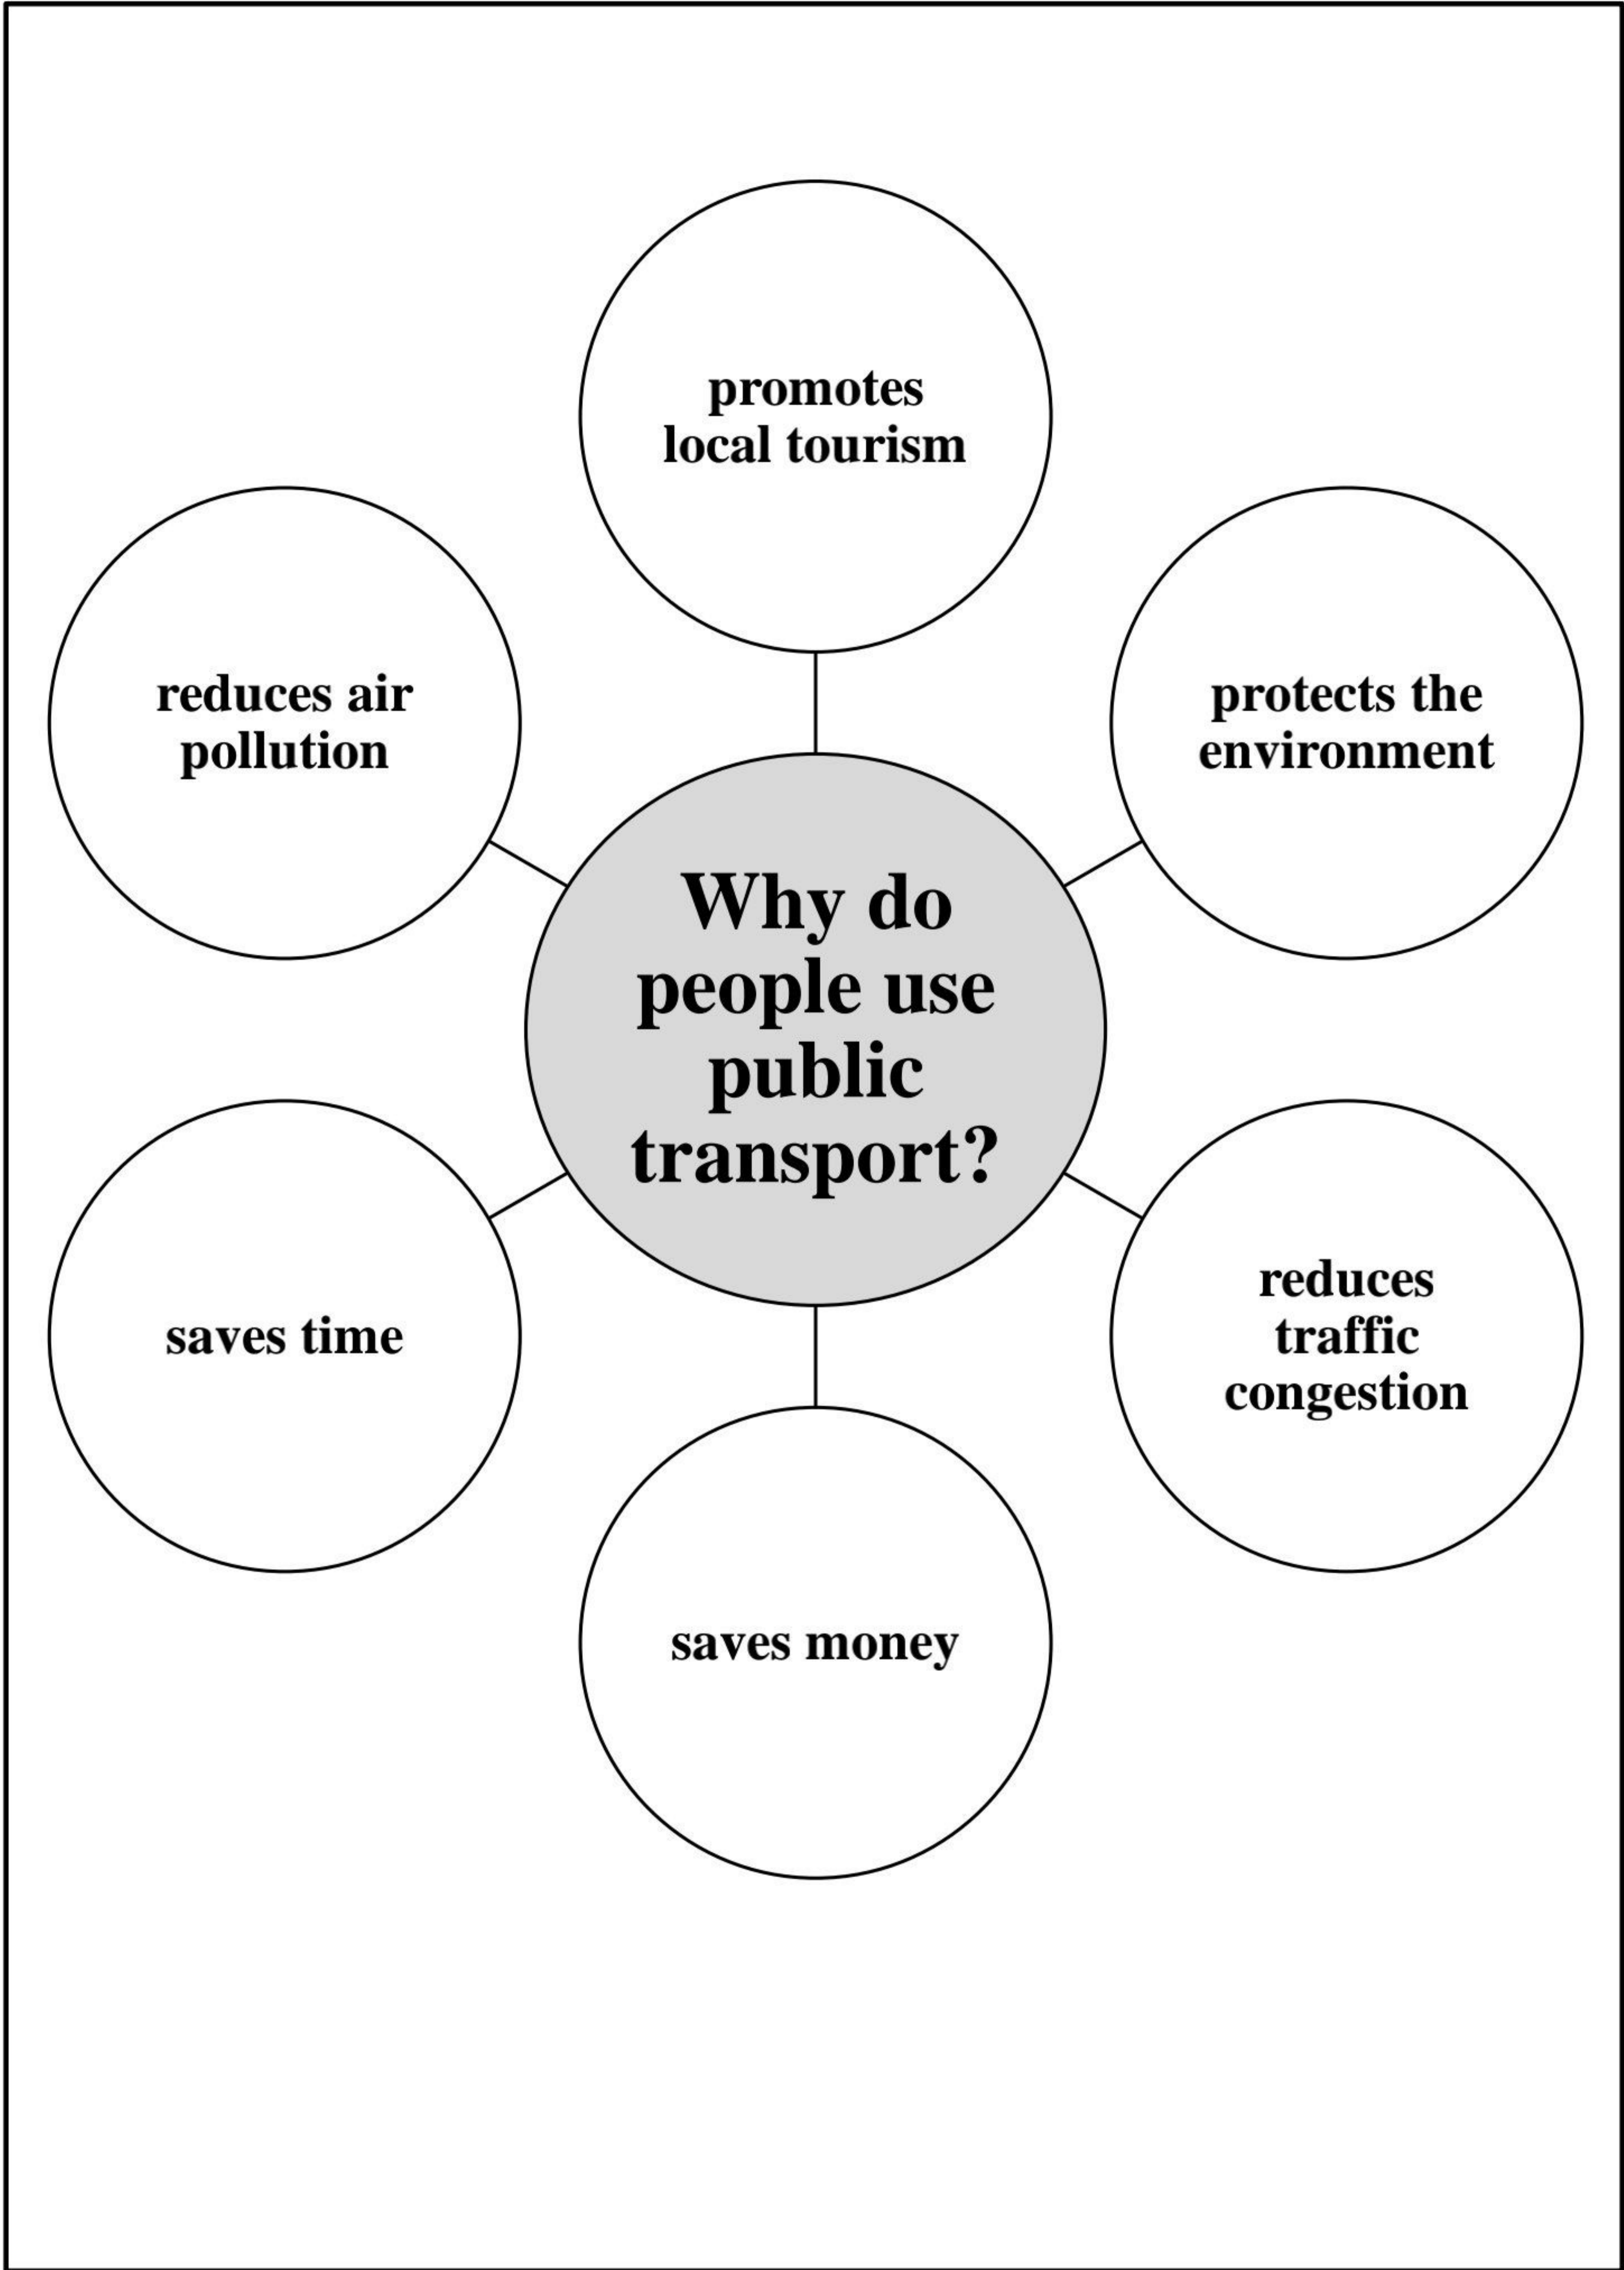 promotes
local tourism
reduces air
pollution
protects the
environment
Why do
people use
public
transport?
saves time
reduces
traffic
congestion
saves money